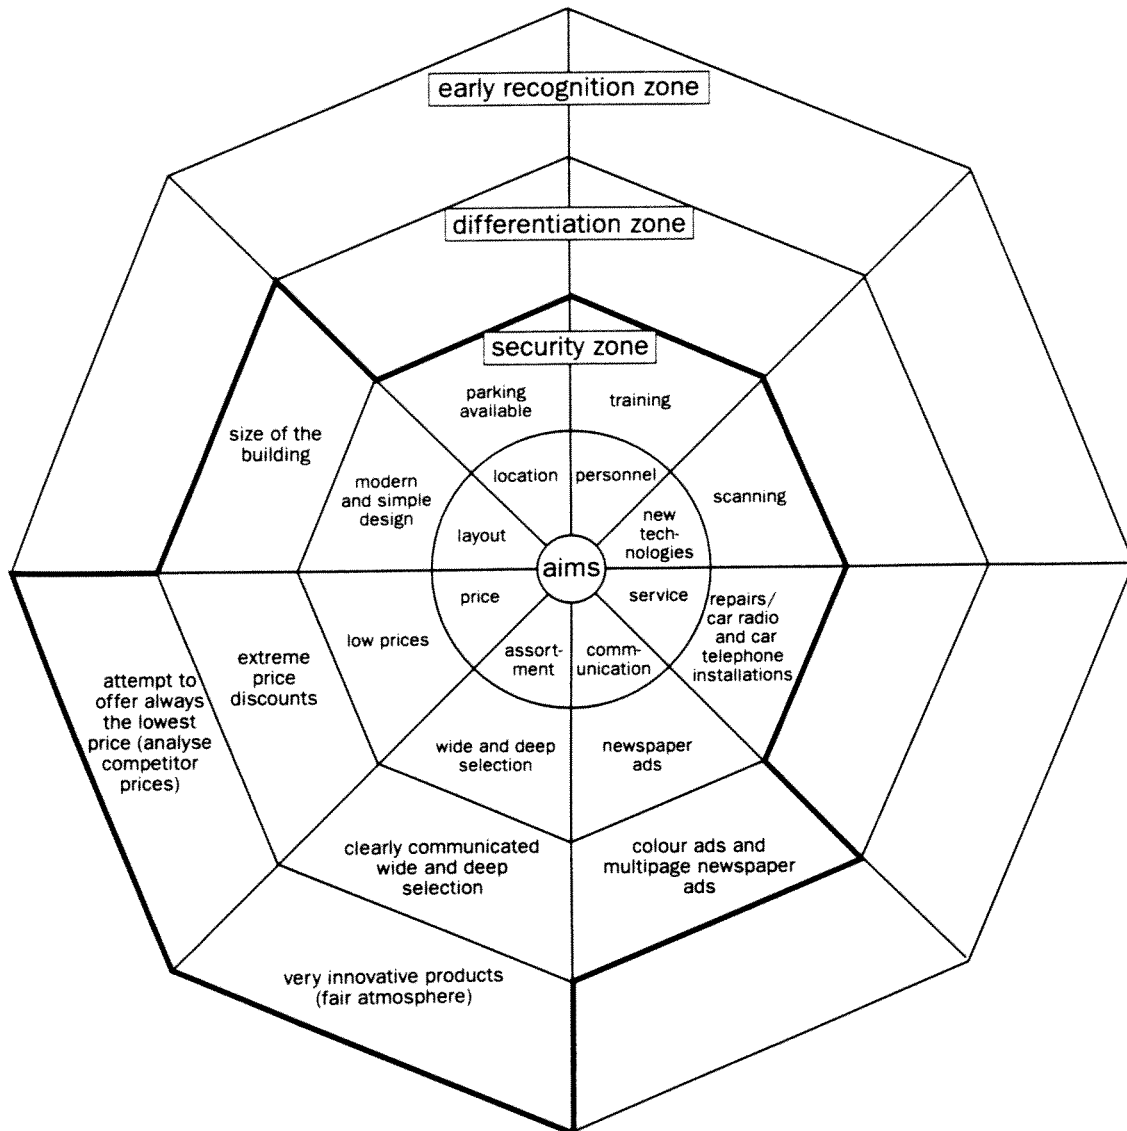 early recognition zone
differentiation zone
security zone
parking
available
training
size of the
building
modern
and simple
design
location
personnel
scanning
layout
new
tech-
nologies
aims
price
service
repairs/
car radio
and car
telephone
installations
low prices
assort-
ment
comm-
unication
extreme
price
discounts
attempt to
offer always
the lowest
price (analyse
competitor
prices)
wide and deep
selection
newspaper
ads
clearly communicated
wide and deep
selection
colour ads and
multipage newspaper
ads
very innovative products
(fair atmosphere)